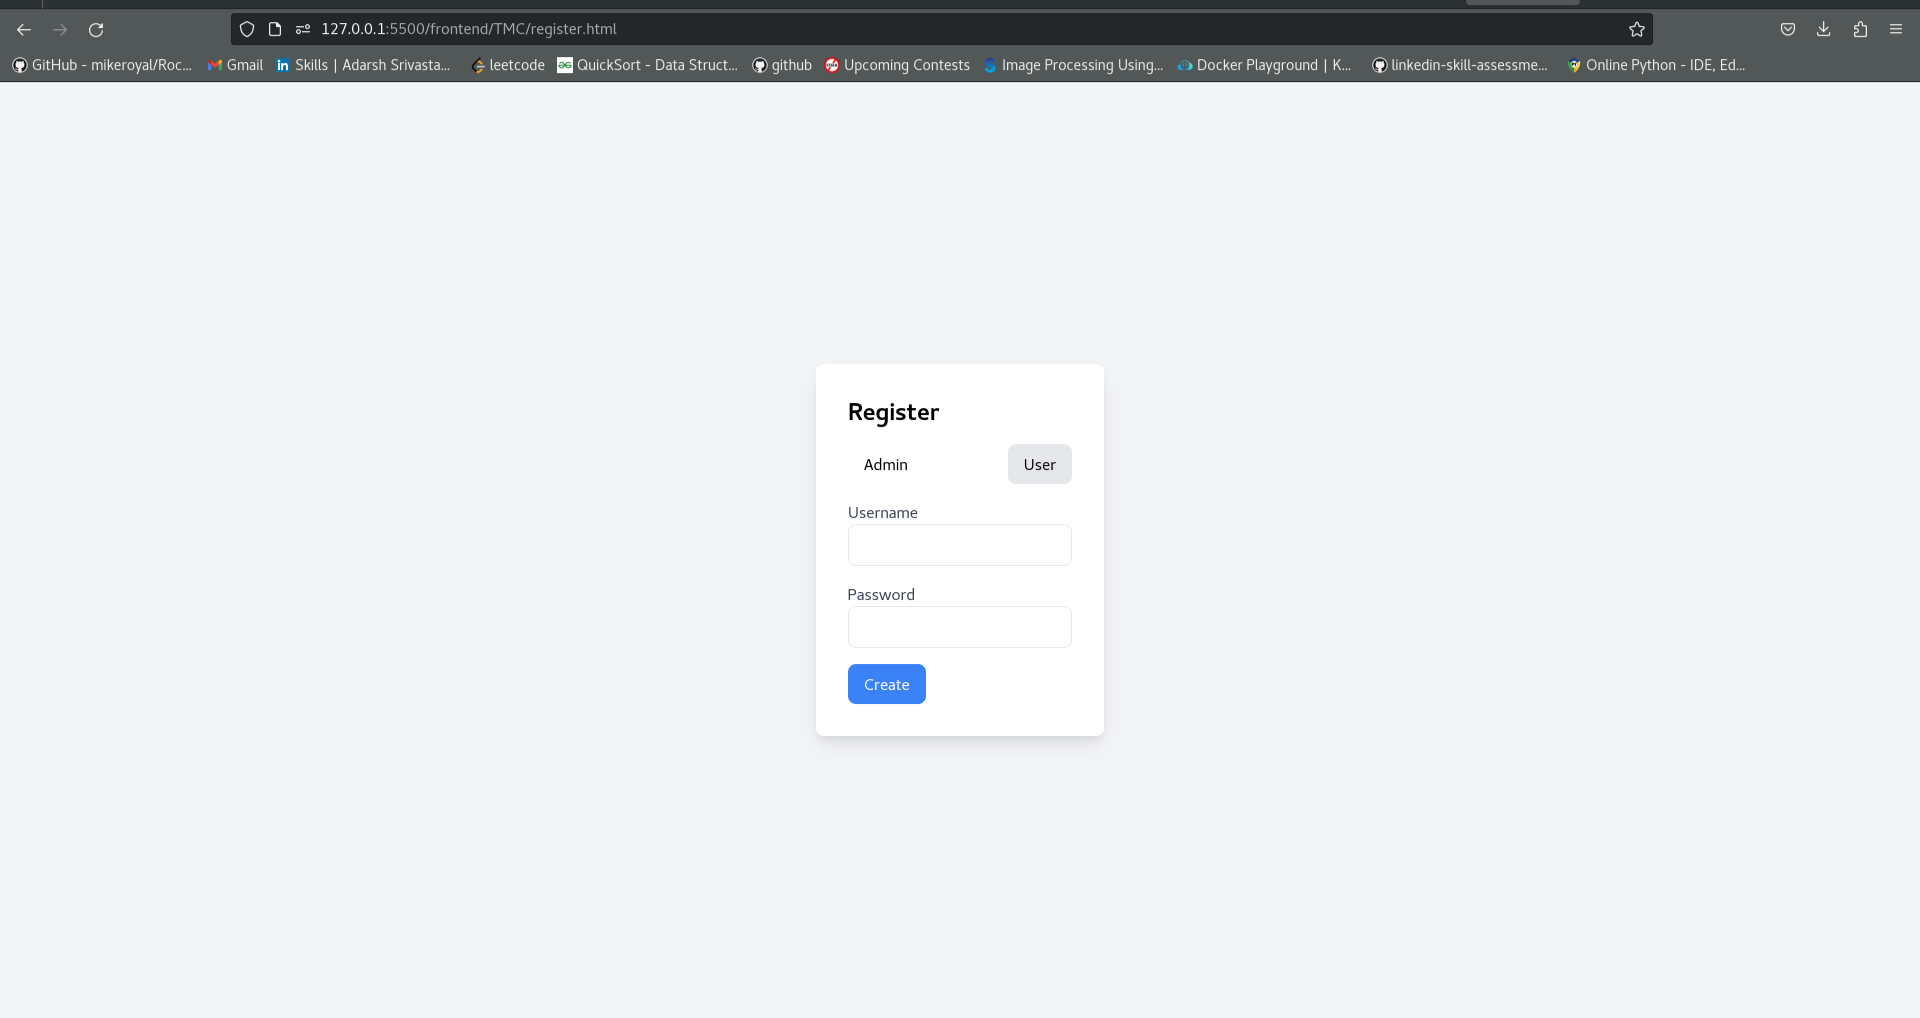 127.0.0.1:5500/frontend/TMC/register.html
GitHub - mikeroyal/Roc... Gmail Skills | Adarsh Srivasta... leetcode QuickSort - Data Struct... github Upcoming Contests Image Processing Using... Docker Playground | K... linkedin-skill-assessme... Online Python - IDE, Ed...
Register
Admin User
Username
Password
Create